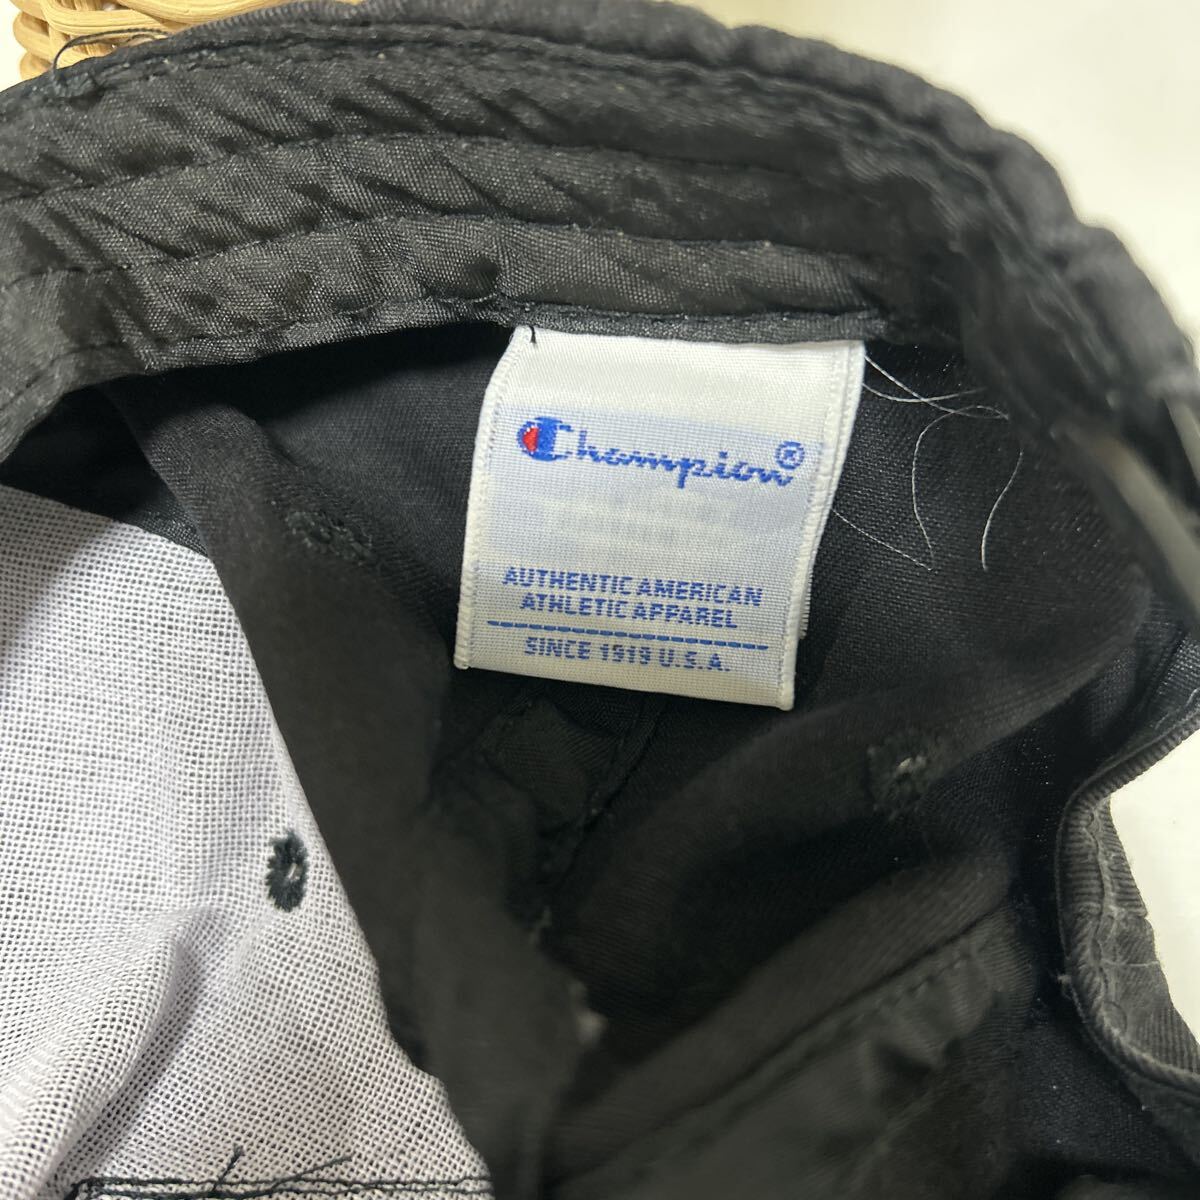 Champion®
AUTHENTIC AMERICAN
ATHLETIC APPAREL
SINCE 1919 U.S.A.